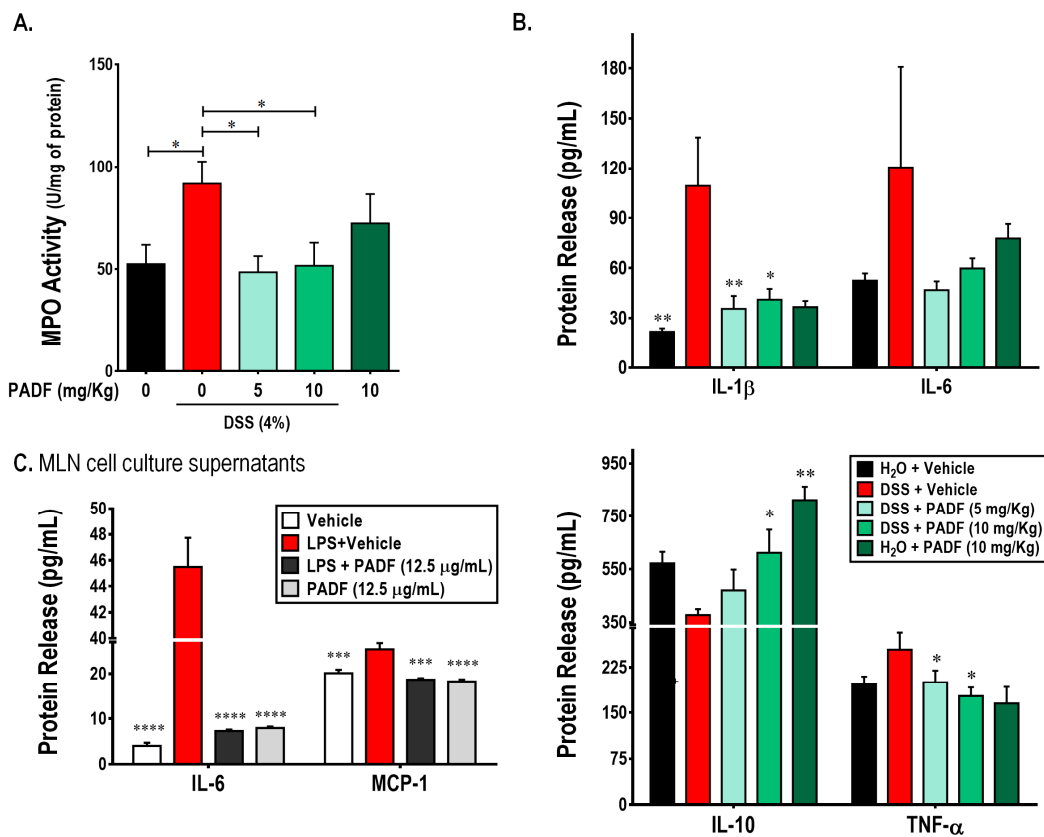 A.
MPO Activity (U/mg of protein)
150
100
50
0
*
*
*
PADF (mg/Kg) 0 0 5 10 10
DSS (4%)
B.
Protein Release (pg/mL)
180
150
120
90
60
30
0
**
**
*
IL-1β IL-6
C. MLN cell culture supernatants
Protein Release (pg/mL)
50
48
46
44
42
40
20
10
0
Vehicle
LPS+Vehicle
LPS + PADF (12.5 µg/mL)
PADF (12.5 µg/mL)
****
****
****
***
***
****
IL-6 MCP-1
Protein Release (pg/mL)
950
750
550
350
225
150
75
0
H2O + Vehicle
DSS + Vehicle
DSS + PADF (5 mg/Kg)
DSS + PADF (10 mg/Kg)
H2O + PADF (10 mg/Kg)
*
**
*
*
IL-10 TNF-α